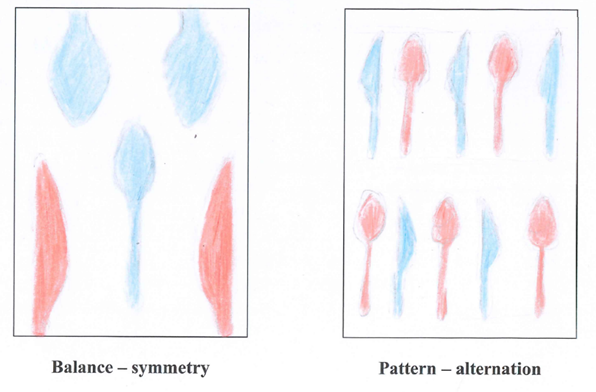 Balance – symmetry
Pattern – alternation